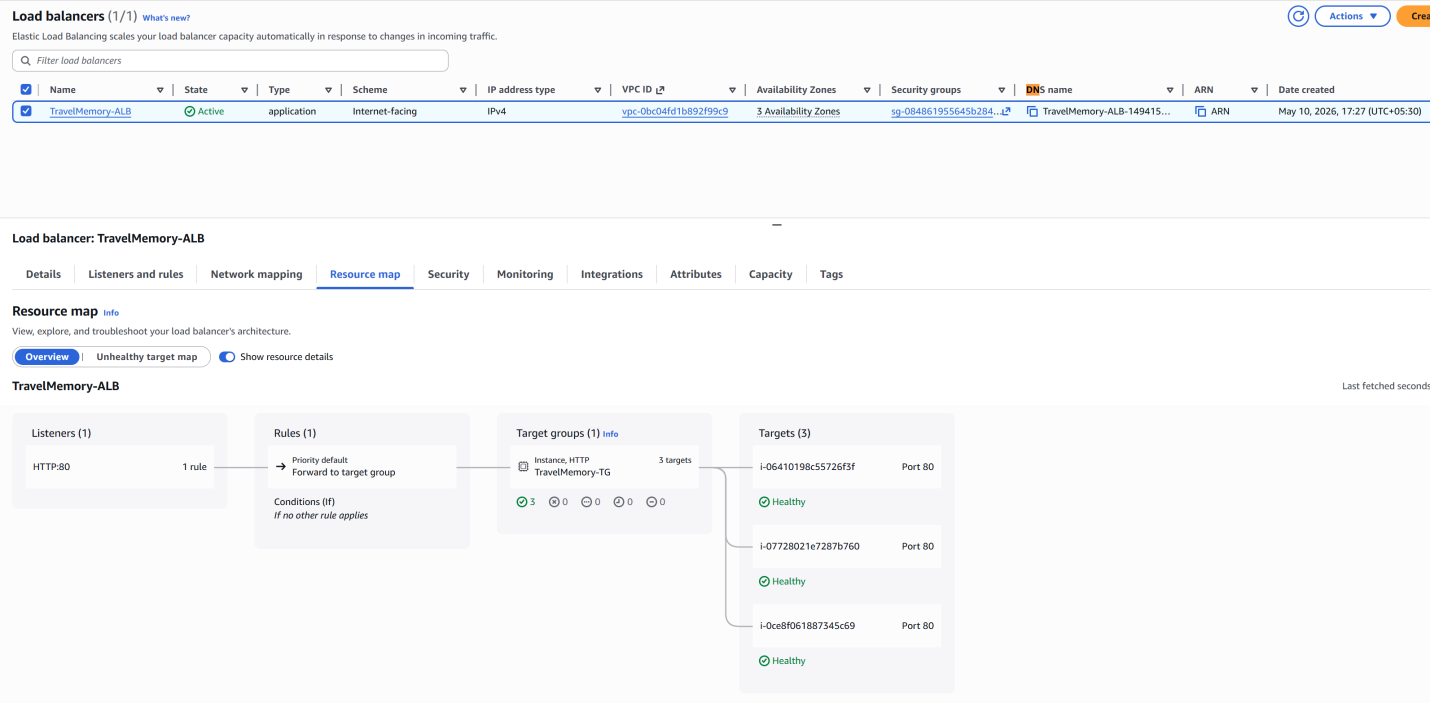 Load balancers (1/1) What's new?
Actions
Crea
Elastic Load Balancing scales your load balancer capacity automatically in response to changes in incoming traffic.
Filter load balancers
Name State Type Scheme IP address type VPC ID Availability Zones Security groups DNS name ARN Date created
TravelMemory-ALB Active application Internet-facing IPv4 vpc-0bc04fd1b892f99c9 3 Availability Zones sg-084861955645b284... TravelMemory-ALB-149415... ARN May 10, 2026, 17:27 (UTC+05:30)
Load balancer: TravelMemory-ALB
Details Listeners and rules Network mapping Resource map Security Monitoring Integrations Attributes Capacity Tags
Resource map Info
View, explore, and troubleshoot your load balancer's architecture.
Overview Unhealthy target map Show resource details
TravelMemory-ALB
Last fetched seconds
Listeners (1)
HTTP:80 1 rule
Rules (1)
Priority default
Forward to target group
Conditions (If)
If no other rule applies
Target groups (1) Info
Instance, HTTP 3 targets
TravelMemory-TG
3 0 0 0 0
Targets (3)
i-06410198c55726f3f Port 80
Healthy
i-07728021e7287b760 Port 80
Healthy
i-0ce8f061887345c69 Port 80
Healthy